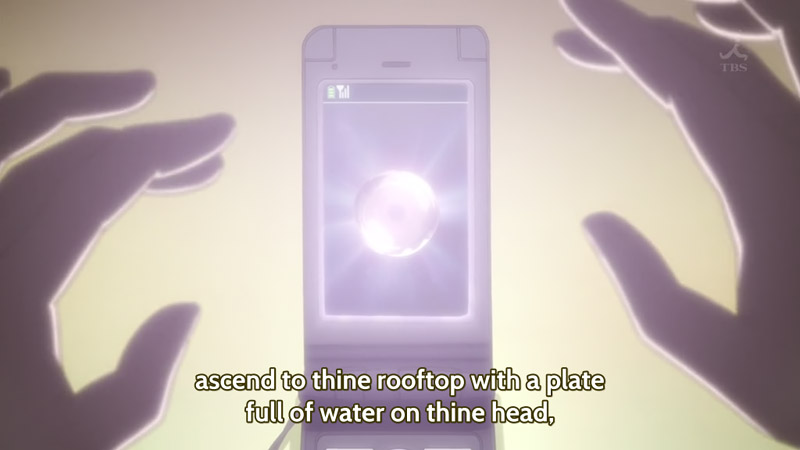 TBS
ascend to thine rooftop with a plate
full of water on thine head,